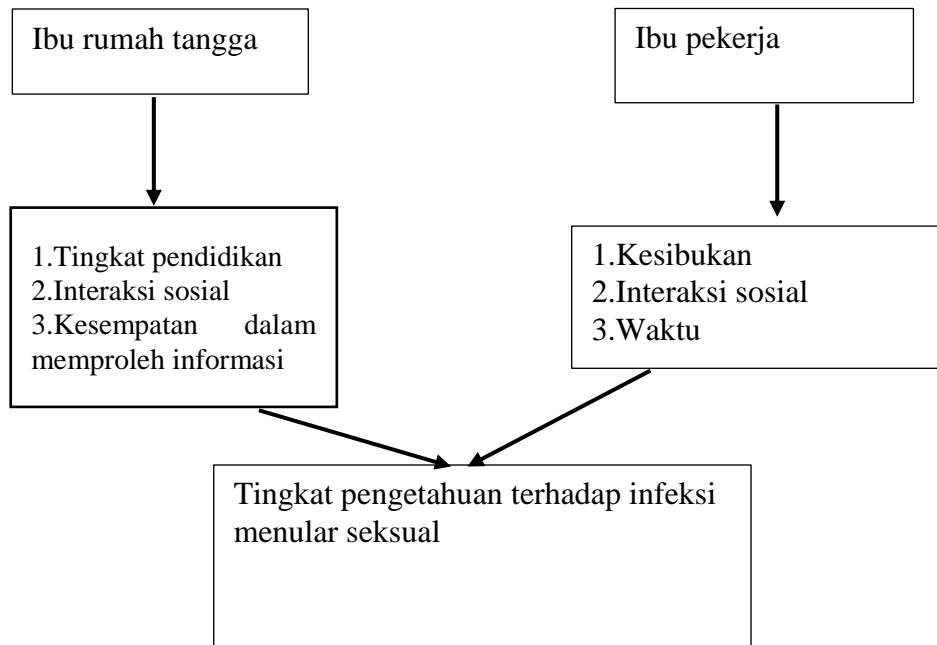 Ibu rumah tangga
Ibu pekerja
1.Tingkat pendidikan
2.Interaksi sosial
3.Kesempatan dalam
memproleh informasi
1.Kesibukan
2.Interaksi sosial
3.Waktu
Tingkat pengetahuan terhadap infeksi
menular seksual